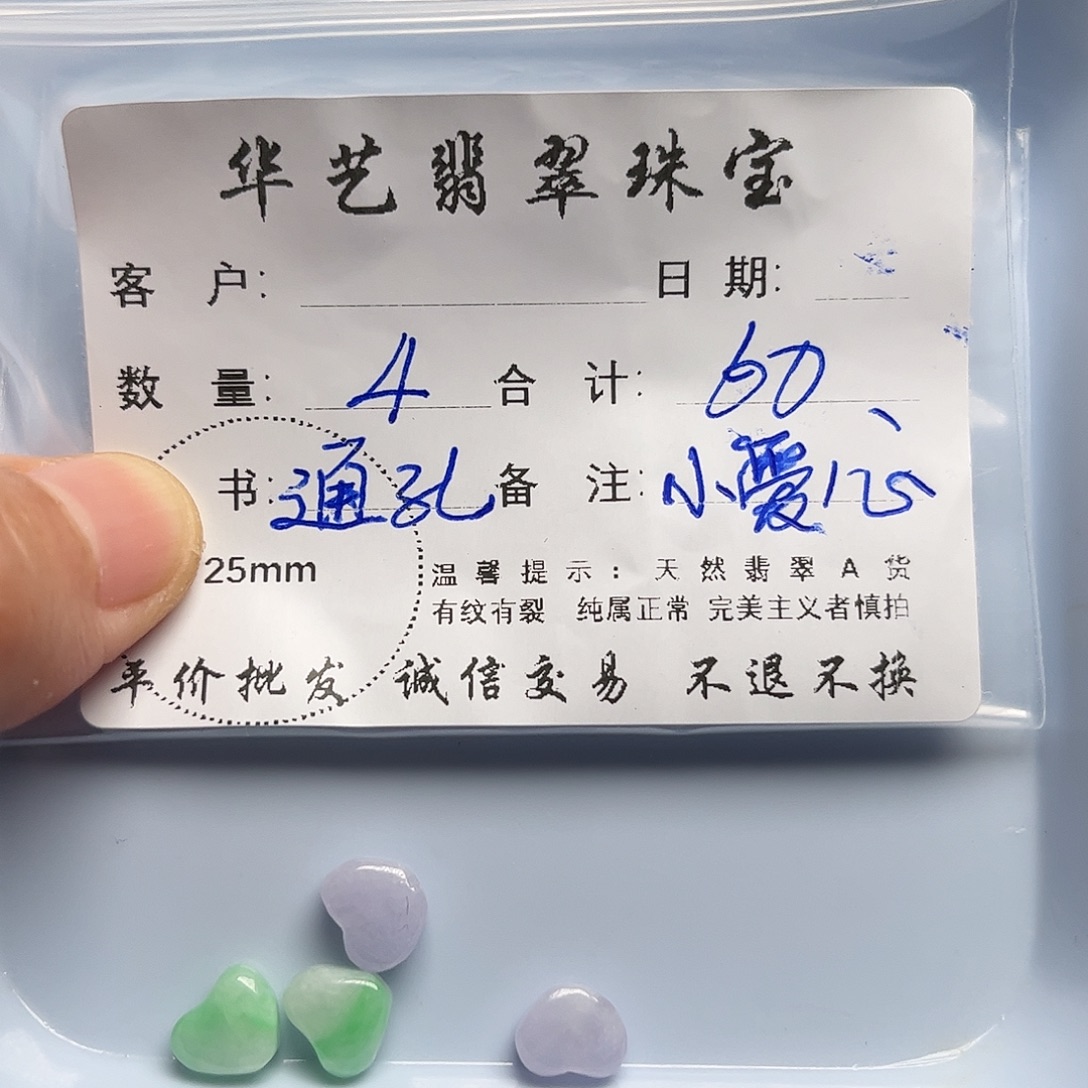 华艺翡翠珠宝
客 户: 日 期:
数 量: 4 合 计: 60
书: 通孔 备 注: 小爱心
25mm 温馨提示: 天然翡翠A货
有纹有裂 纯属正常 完美主义者慎拍
平价批发 诚信交易 不退不换